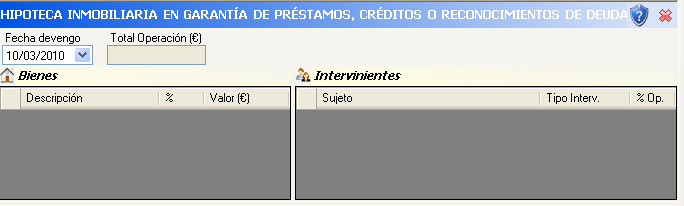 HIPOTECA INMOBILIARIA EN GARANTÍA DE PRÉSTAMOS, CRÉDITOS O RECONOCIMIENTOS DE DEUDA
Fecha devengo Total Operación (€)
10/03/2010
Bienes Intervinientes
Descripción % Valor (€) Sujeto Tipo Interv. % Op.